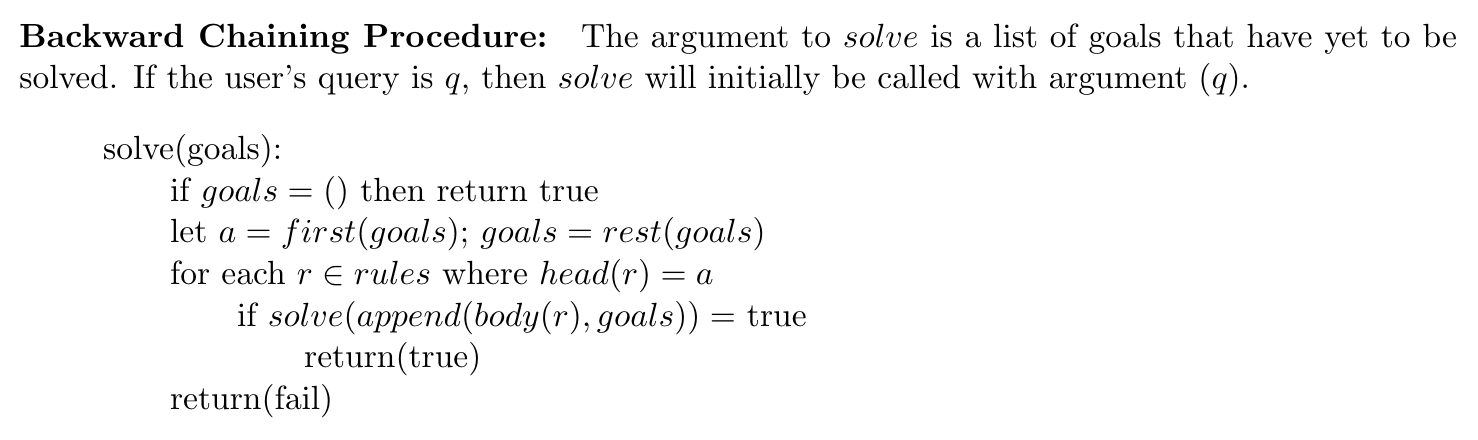 Backward Chaining Procedure: The argument to solve is a list of goals that have yet to be
solved. If the user's query is q, then solve will initially be called with argument (q).
solve(goals):
if goals = () then return true
let a = first(goals); goals = rest(goals)
for each r ∈ rules where head(r) = a
if solve(append(body(r), goals)) = true
return(true)
return(fail)